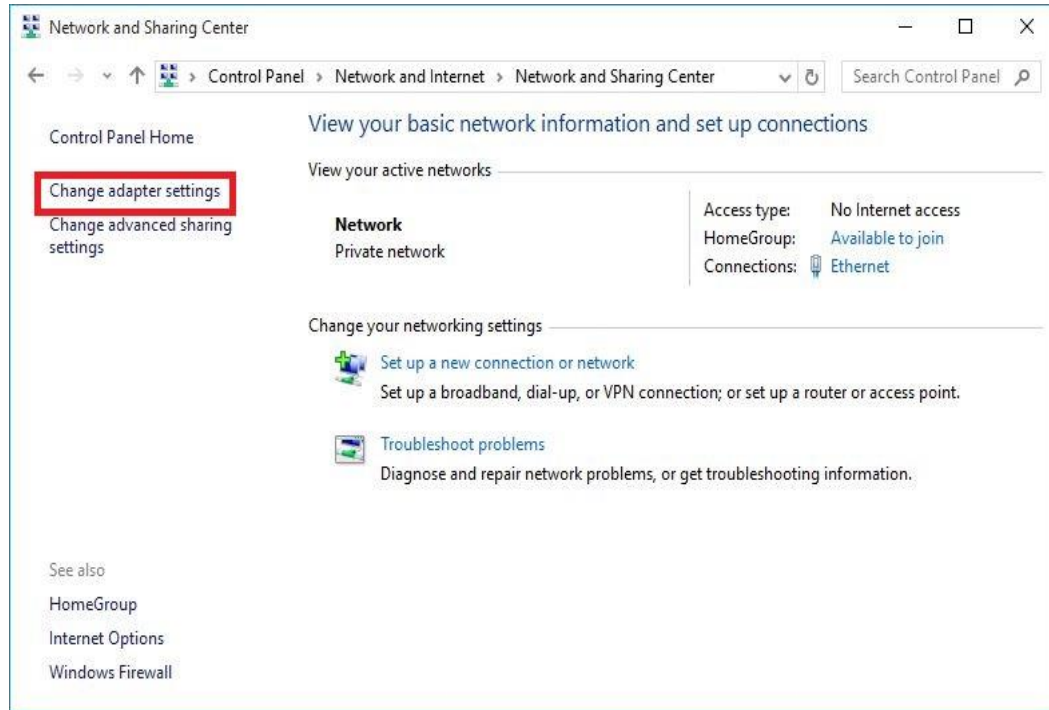 Network and Sharing Center
Control Panel > Network and Internet > Network and Sharing Center
Search Control Panel
Control Panel Home
Change adapter settings
Change advanced sharing
settings
View your basic network information and set up connections
View your active networks
Network
Private network
Access type: No Internet access
HomeGroup: Available to join
Connections: Ethernet
Change your networking settings
Set up a new connection or network
Set up a broadband, dial-up, or VPN connection; or set up a router or access point.
Troubleshoot problems
Diagnose and repair network problems, or get troubleshooting information.
See also
HomeGroup
Internet Options
Windows Firewall